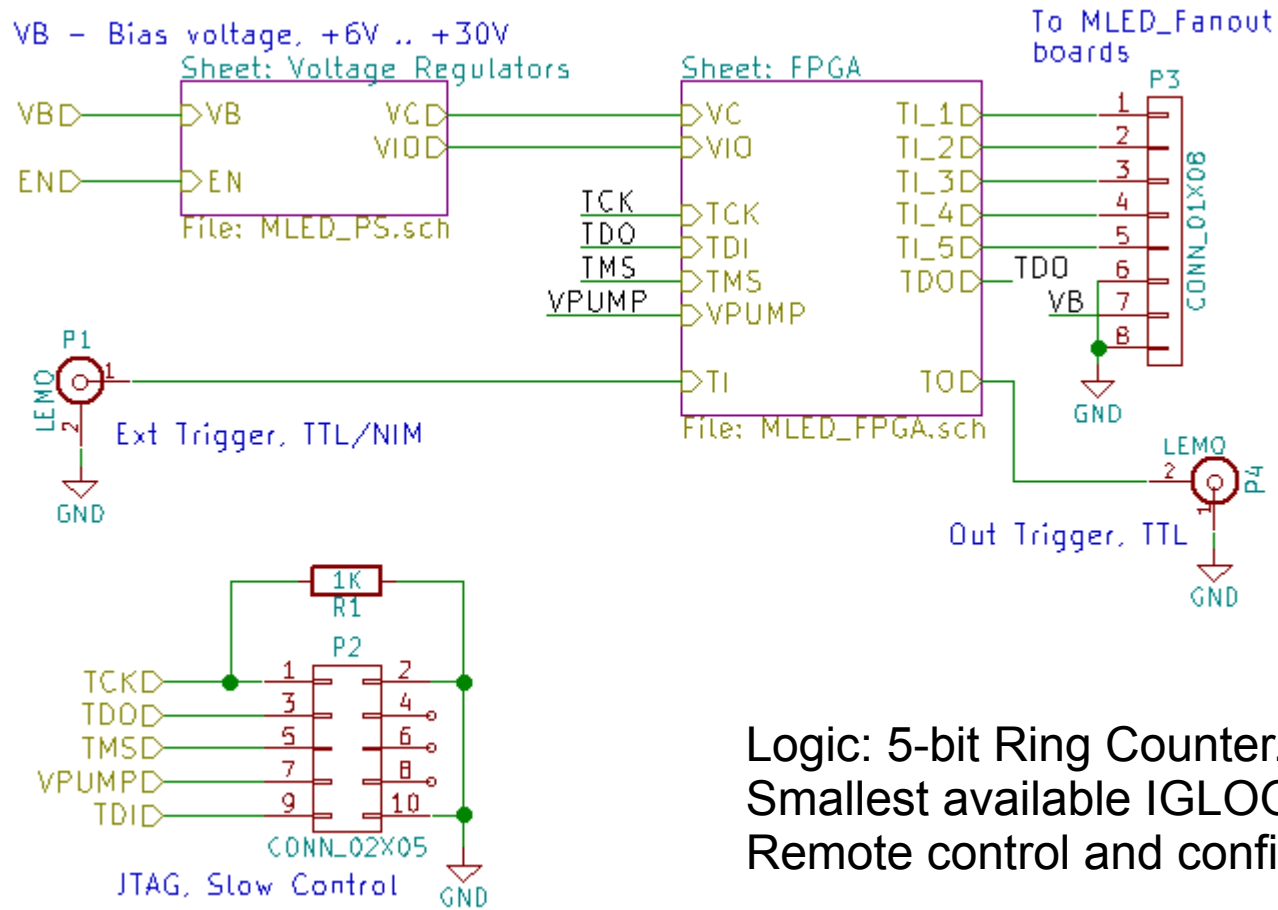 VB – Bias voltage, +6V .. +30V
To MLED_Fanout
boards
Sheet: Voltage Regulators
Sheet: FPGA
P3
VB
VB
VC
VC
TI_1
1
VIO
VIO
TI_2
2
EN
EN
TI_3
3
TCK
TCK
TI_4
4
File: MLED_PS.sch
TDO
TDI
TI_5
5
TMS
TMS
TDO
TDO
6
VPUMP
VPUMP
VB
7
8
CONN_01X08
P1
1
LEMO
2
TI
TO
GND
Ext Trigger, TTL/NIM
File: MLED_FPGA.sch
GND
LEMO
2
P4
1
Out Trigger, TTL
GND
1K
R1
P2
TCK
1
2
TDO
3
4
TMS
5
6
VPUMP
7
8
TDI
9
10
CONN_02X05
JTAG, Slow Control
GND
Logic: 5-bit Ring Counter.
Smallest available IGLOO
Remote control and confi